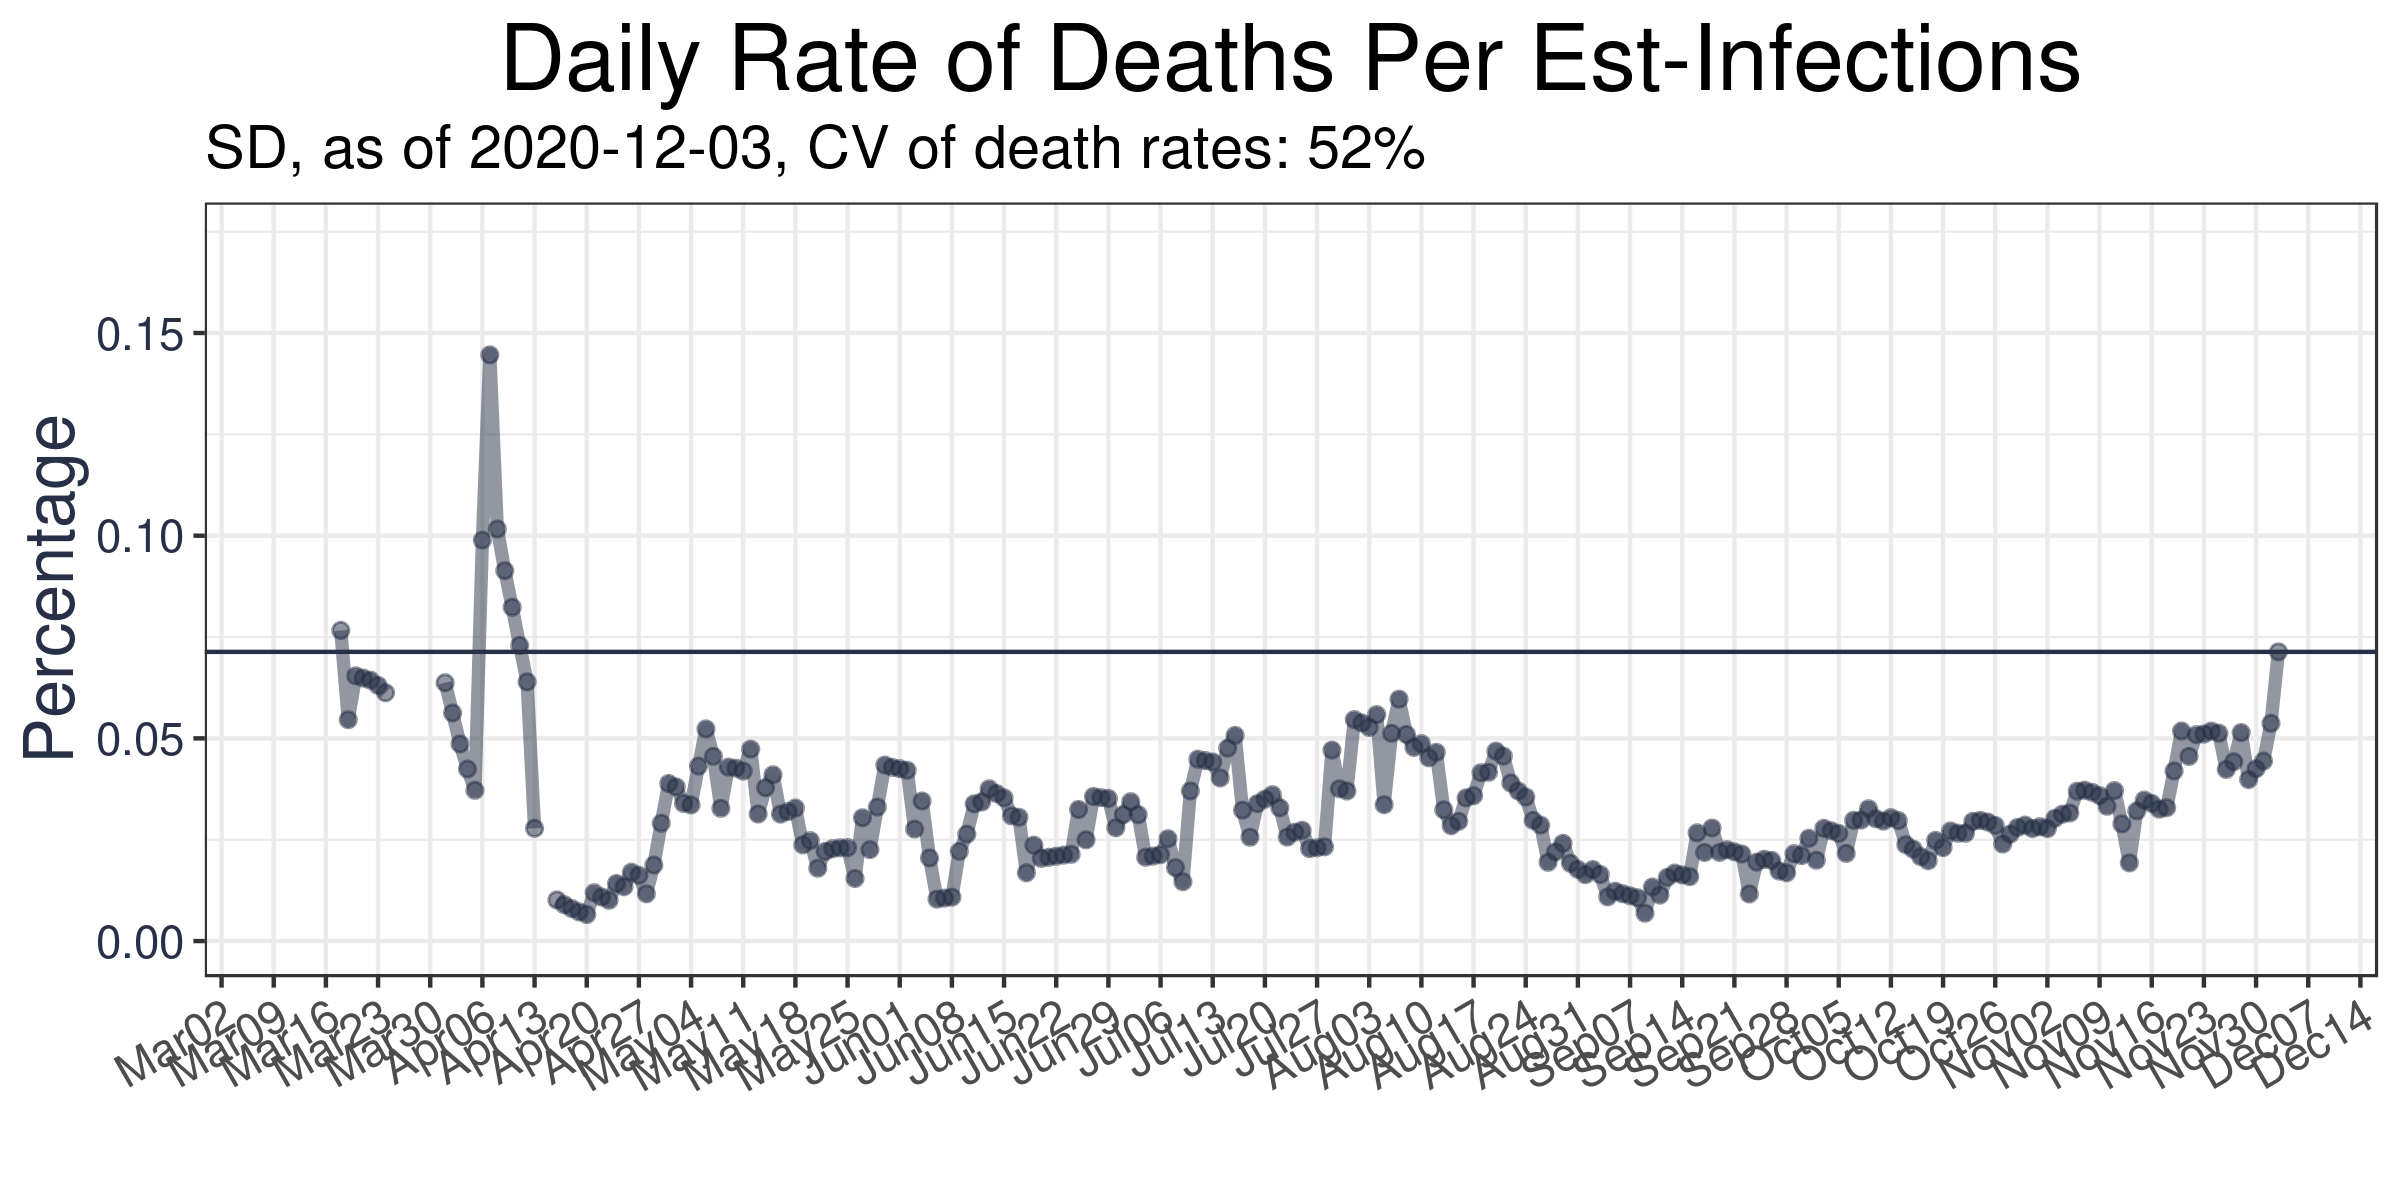 Daily Rate of Deaths Per Est-Infections
SD, as of 2020-12-03, CV of death rates: 52%
Percentage
0.15
0.10
0.05
0.00
Mar02
Mar09
Mar16
Mar23
Mar30
Apr06
Apr13
Apr20
Apr27
May04
May11
May18
May25
Jun01
Jun08
Jun15
Jun22
Jun29
Jul06
Jul13
Jul20
Jul27
Aug03
Aug10
Aug17
Aug24
Aug31
Sep07
Sep14
Sep21
Sep28
Oct05
Oct12
Oct19
Oct26
Nov02
Nov09
Nov16
Nov23
Nov30
Dec07
Dec14